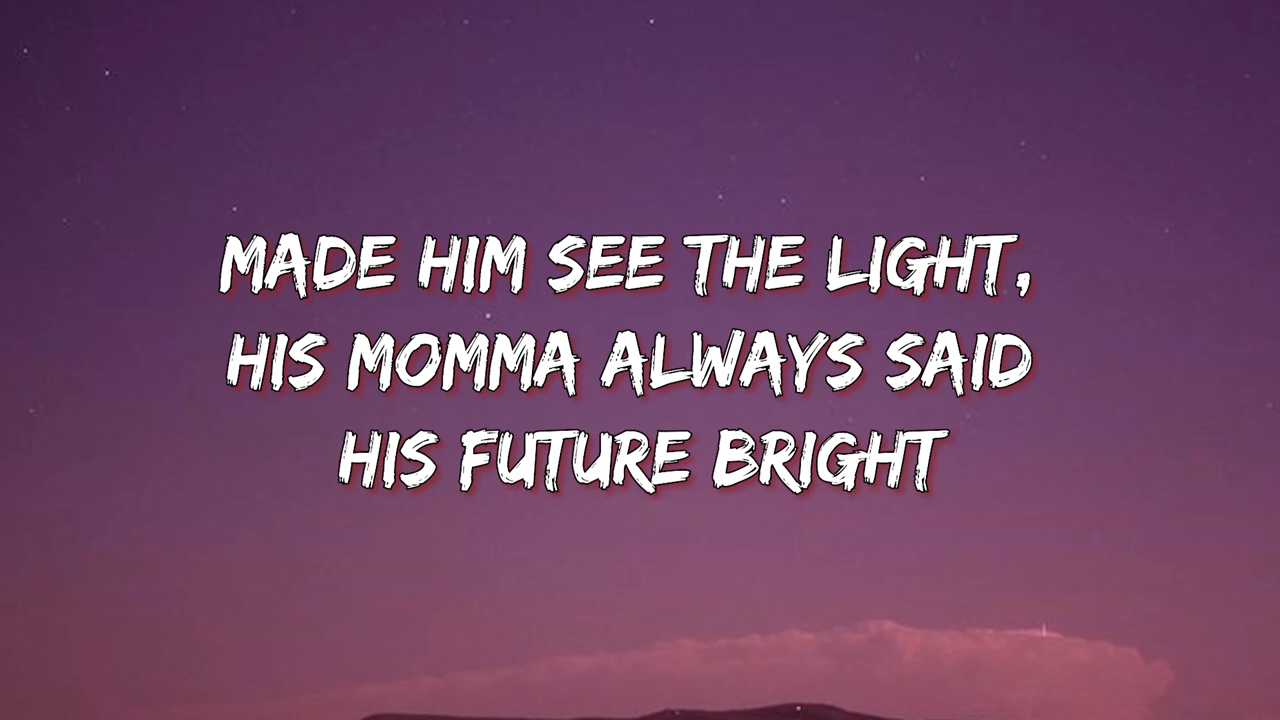 MADE HIM SEE THE LIGHT,
HIS MOMMA ALWAYS SAID
HIS FUTURE BRIGHT